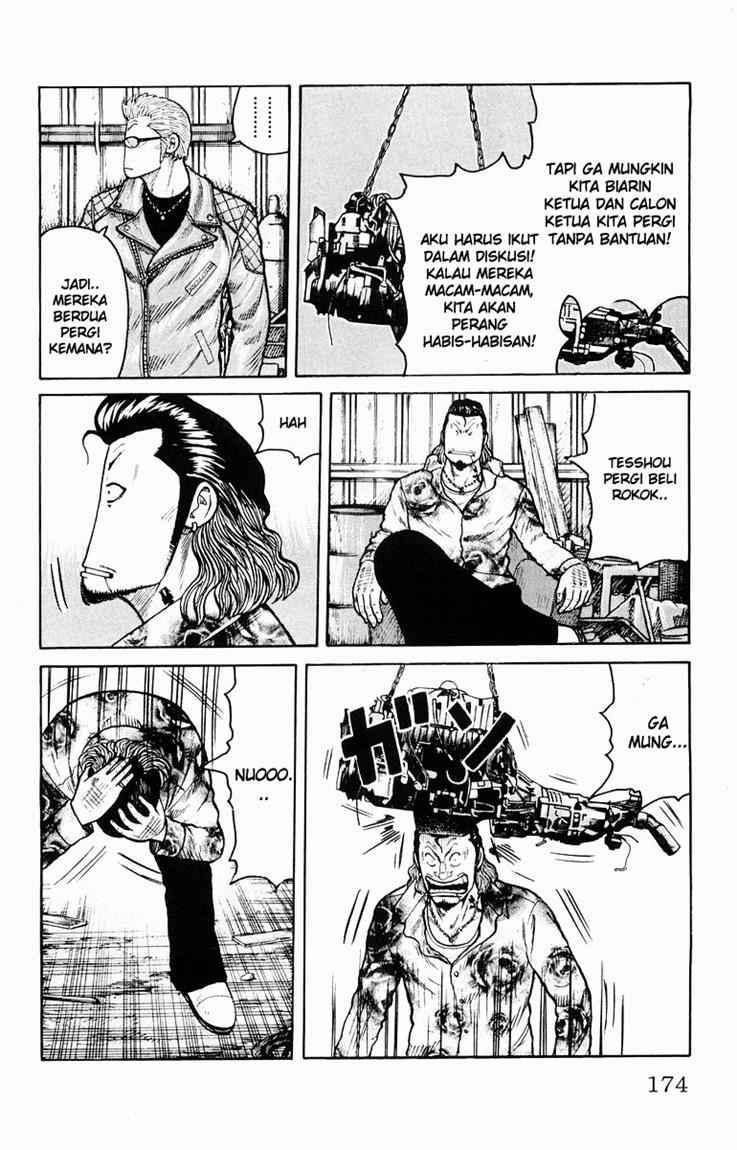 TAPI GA MUNGKIN
KITA BIARIN
KETUA DAN CALON
KETUA KITA PERGI
TANPA BANTUAN!
AKU HARUS IKUT
DALAM DISKUSI!
KALAU MEREKA
MACAM-MACAM,
KITA AKAN
PERANG
HABIS-HABISAN!
JADI..
MEREKA
BERDUA
PERGI
KEMANA?
TESSHOU
PERGI BELI
ROKOK..
HAH
GA
MUNG...
ガン
NUOOO.
..
174